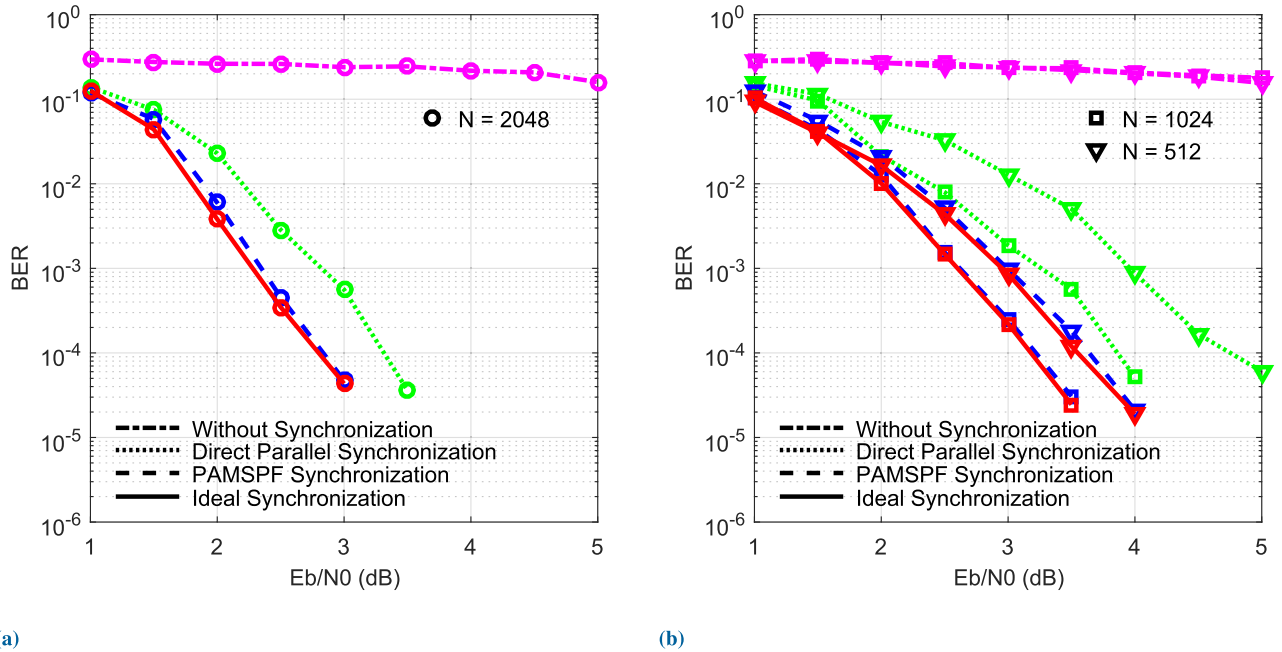 10^0
10^-1
10^-2
10^-3
10^-4
10^-5
10^-6
BER
N = 2048
Without Synchronization
Direct Parallel Synchronization
PAMSPF Synchronization
Ideal Synchronization
1 2 3 4 5
Eb/N0 (dB)
(a)
10^0
10^-1
10^-2
10^-3
10^-4
10^-5
10^-6
BER
N = 1024
N = 512
Without Synchronization
Direct Parallel Synchronization
PAMSPF Synchronization
Ideal Synchronization
1 2 3 4 5
Eb/N0 (dB)
(b)